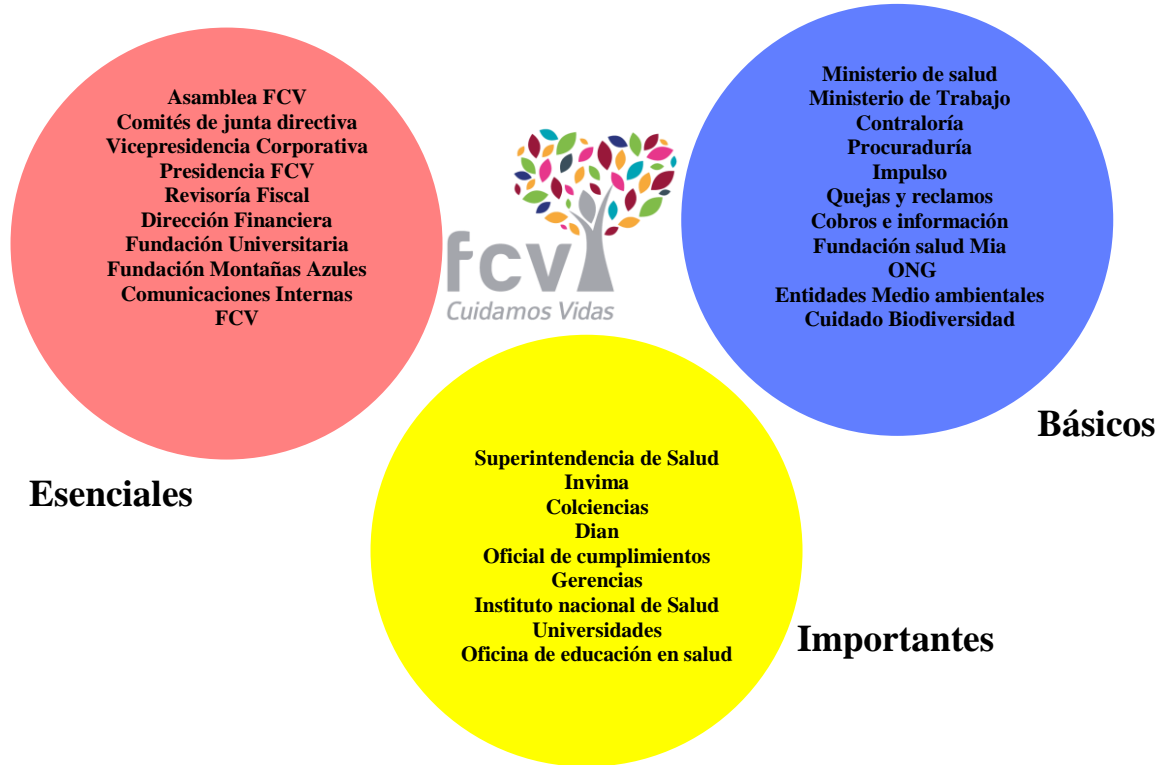 Asamblea FCV
Comités de junta directiva
Vicepresidencia Corporativa
Presidencia FCV
Revisoría Fiscal
Dirección Financiera
Fundación Universitaria
Fundación Montañas Azules
Comunicaciones Internas
FCV
Esenciales
fcv
Cuidamos Vidas
Ministerio de salud
Ministerio de Trabajo
Contraloría
Procuraduría
Impulso
Quejas y reclamos
Cobros e información
Fundación salud Mia
ONG
Entidades Medio ambientales
Cuidado Biodiversidad
Básicos
Superintendencia de Salud
Invima
Colciencias
Dian
Oficial de cumplimientos
Gerencias
Instituto nacional de Salud
Universidades
Oficina de educación en salud
Importantes